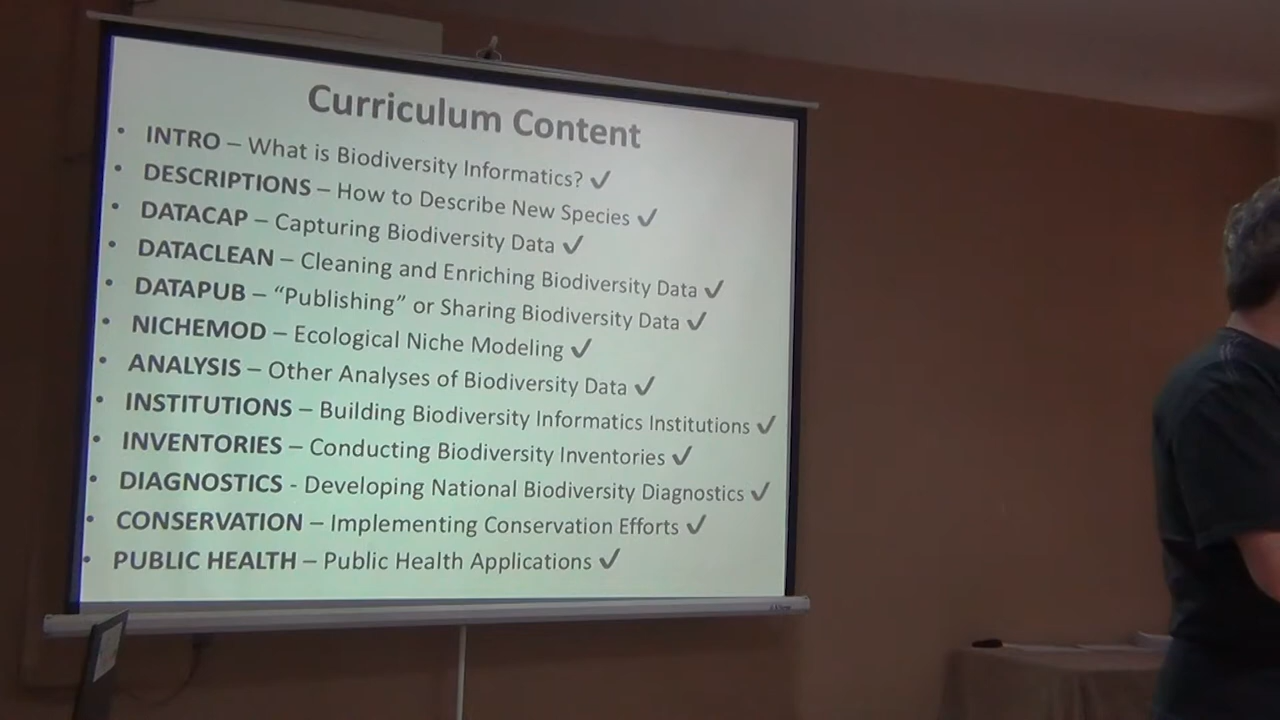 Curriculum Content
• INTRO – What is Biodiversity Informatics? ✓
• DESCRIPTIONS – How to Describe New Species ✓
• DATACAP – Capturing Biodiversity Data ✓
• DATACLEAN – Cleaning and Enriching Biodiversity Data ✓
• DATAPUB – “Publishing” or Sharing Biodiversity Data ✓
• NICHEMOD – Ecological Niche Modeling ✓
• ANALYSIS – Other Analyses of Biodiversity Data ✓
• INSTITUTIONS – Building Biodiversity Informatics Institutions ✓
• INVENTORIES – Conducting Biodiversity Inventories ✓
• DIAGNOSTICS - Developing National Biodiversity Diagnostics ✓
• CONSERVATION – Implementing Conservation Efforts ✓
• PUBLIC HEALTH – Public Health Applications ✓